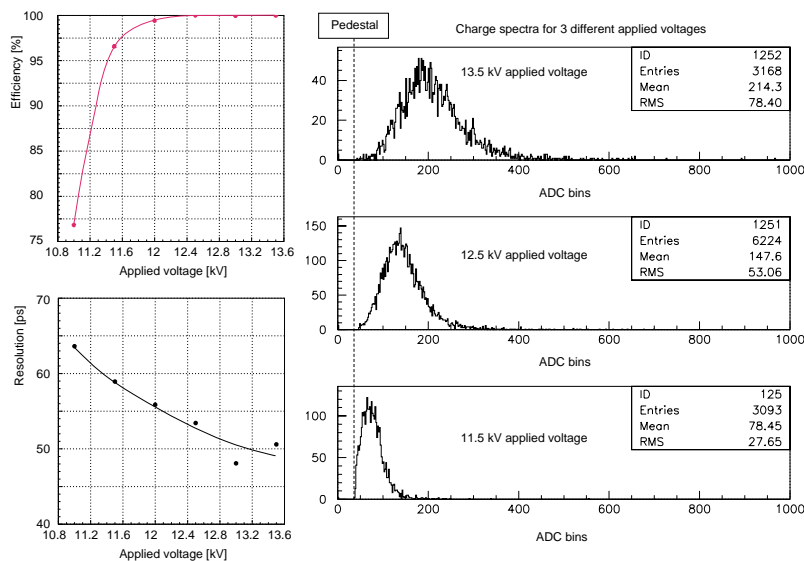 100
95
90
85
80
75
Efficiency [%]
10.8 11.2 11.6 12.0 12.4 12.8 13.2 13.6
Applied voltage [kV]
70
60
50
40
Resolution [ps]
10.8 11.2 11.6 12.0 12.4 12.8 13.2 13.6
Applied voltage [kV]
Pedestal
Charge spectra for 3 different applied voltages
13.5 kV applied voltage
ID 1252
Entries 3168
Mean 214.3
RMS 78.40
40
20
0
0 200 400 600 800 1000
ADC bins
12.5 kV applied voltage
ID 1251
Entries 6224
Mean 147.6
RMS 53.06
150
100
50
0
0 200 400 600 800 1000
ADC bins
11.5 kV applied voltage
ID 125
Entries 3093
Mean 78.45
RMS 27.65
100
50
0
0 200 400 600 800 1000
ADC bins